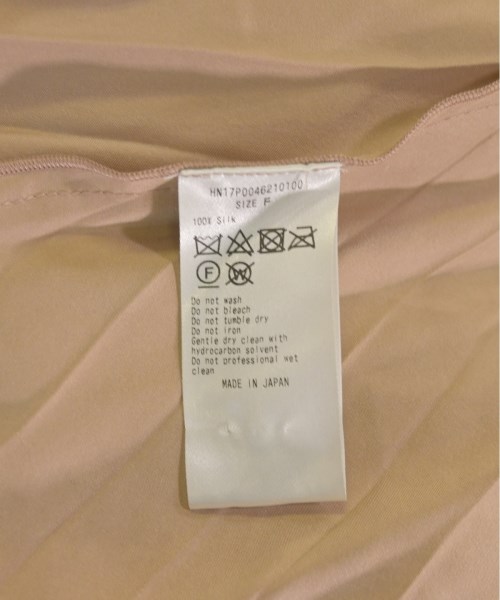 HN17P0046210100
SIZE F
100% Silk
F W
Do not wash
Do not bleach
Do not tumble dry
Do not iron
Gentle dry clean with
hydrocarbon solvent
Do not professional wet
clean
MADE IN JAPAN